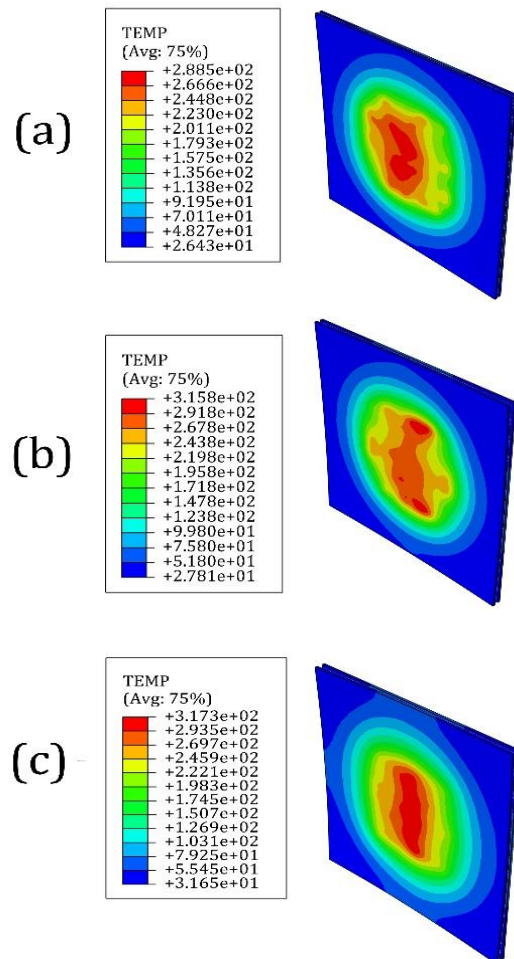 (a)
TEMP
(Avg: 75%)
+2.885e+02
+2.666e+02
+2.448e+02
+2.230e+02
+2.011e+02
+1.793e+02
+1.575e+02
+1.356e+02
+1.138e+02
+9.195e+01
+7.011e+01
+4.827e+01
+2.643e+01
(b)
TEMP
(Avg: 75%)
+3.158e+02
+2.918e+02
+2.678e+02
+2.438e+02
+2.198e+02
+1.958e+02
+1.718e+02
+1.478e+02
+1.238e+02
+9.980e+01
+7.580e+01
+5.180e+01
+2.781e+01
(c)
TEMP
(Avg: 75%)
+3.173e+02
+2.935e+02
+2.697c+02
+2.459e+02
+2.221e+02
+1.983e+02
+1.745e+02
+1.507c+02
+1.269e+02
+1.031e+02
+7.925e+01
+5.545e+01
+3.165e+01